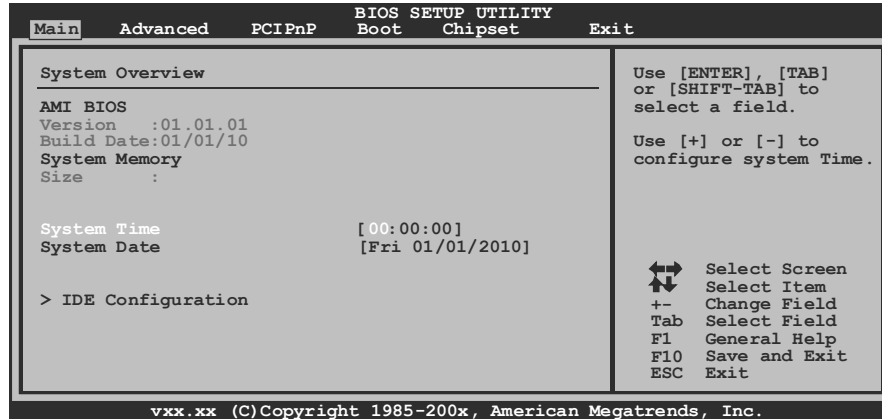 BIOS SETUP UTILITY
Main Advanced PCIPnP Boot Chipset Exit
System Overview
AMI BIOS
Version :01.01.01
Build Date:01/01/10
System Memory
Size :
System Time [00:00:00]
System Date [Fri 01/01/2010]
> IDE Configuration
Use [ENTER], [TAB]
or [SHIFT-TAB] to
select a field.
Use [+] or [-] to
configure system Time.
Select Screen
Select Item
+- Change Field
Tab Select Field
F1 General Help
F10 Save and Exit
ESC Exit
vxx.xx (C)Copyright 1985-200x, American Megatrends, Inc.